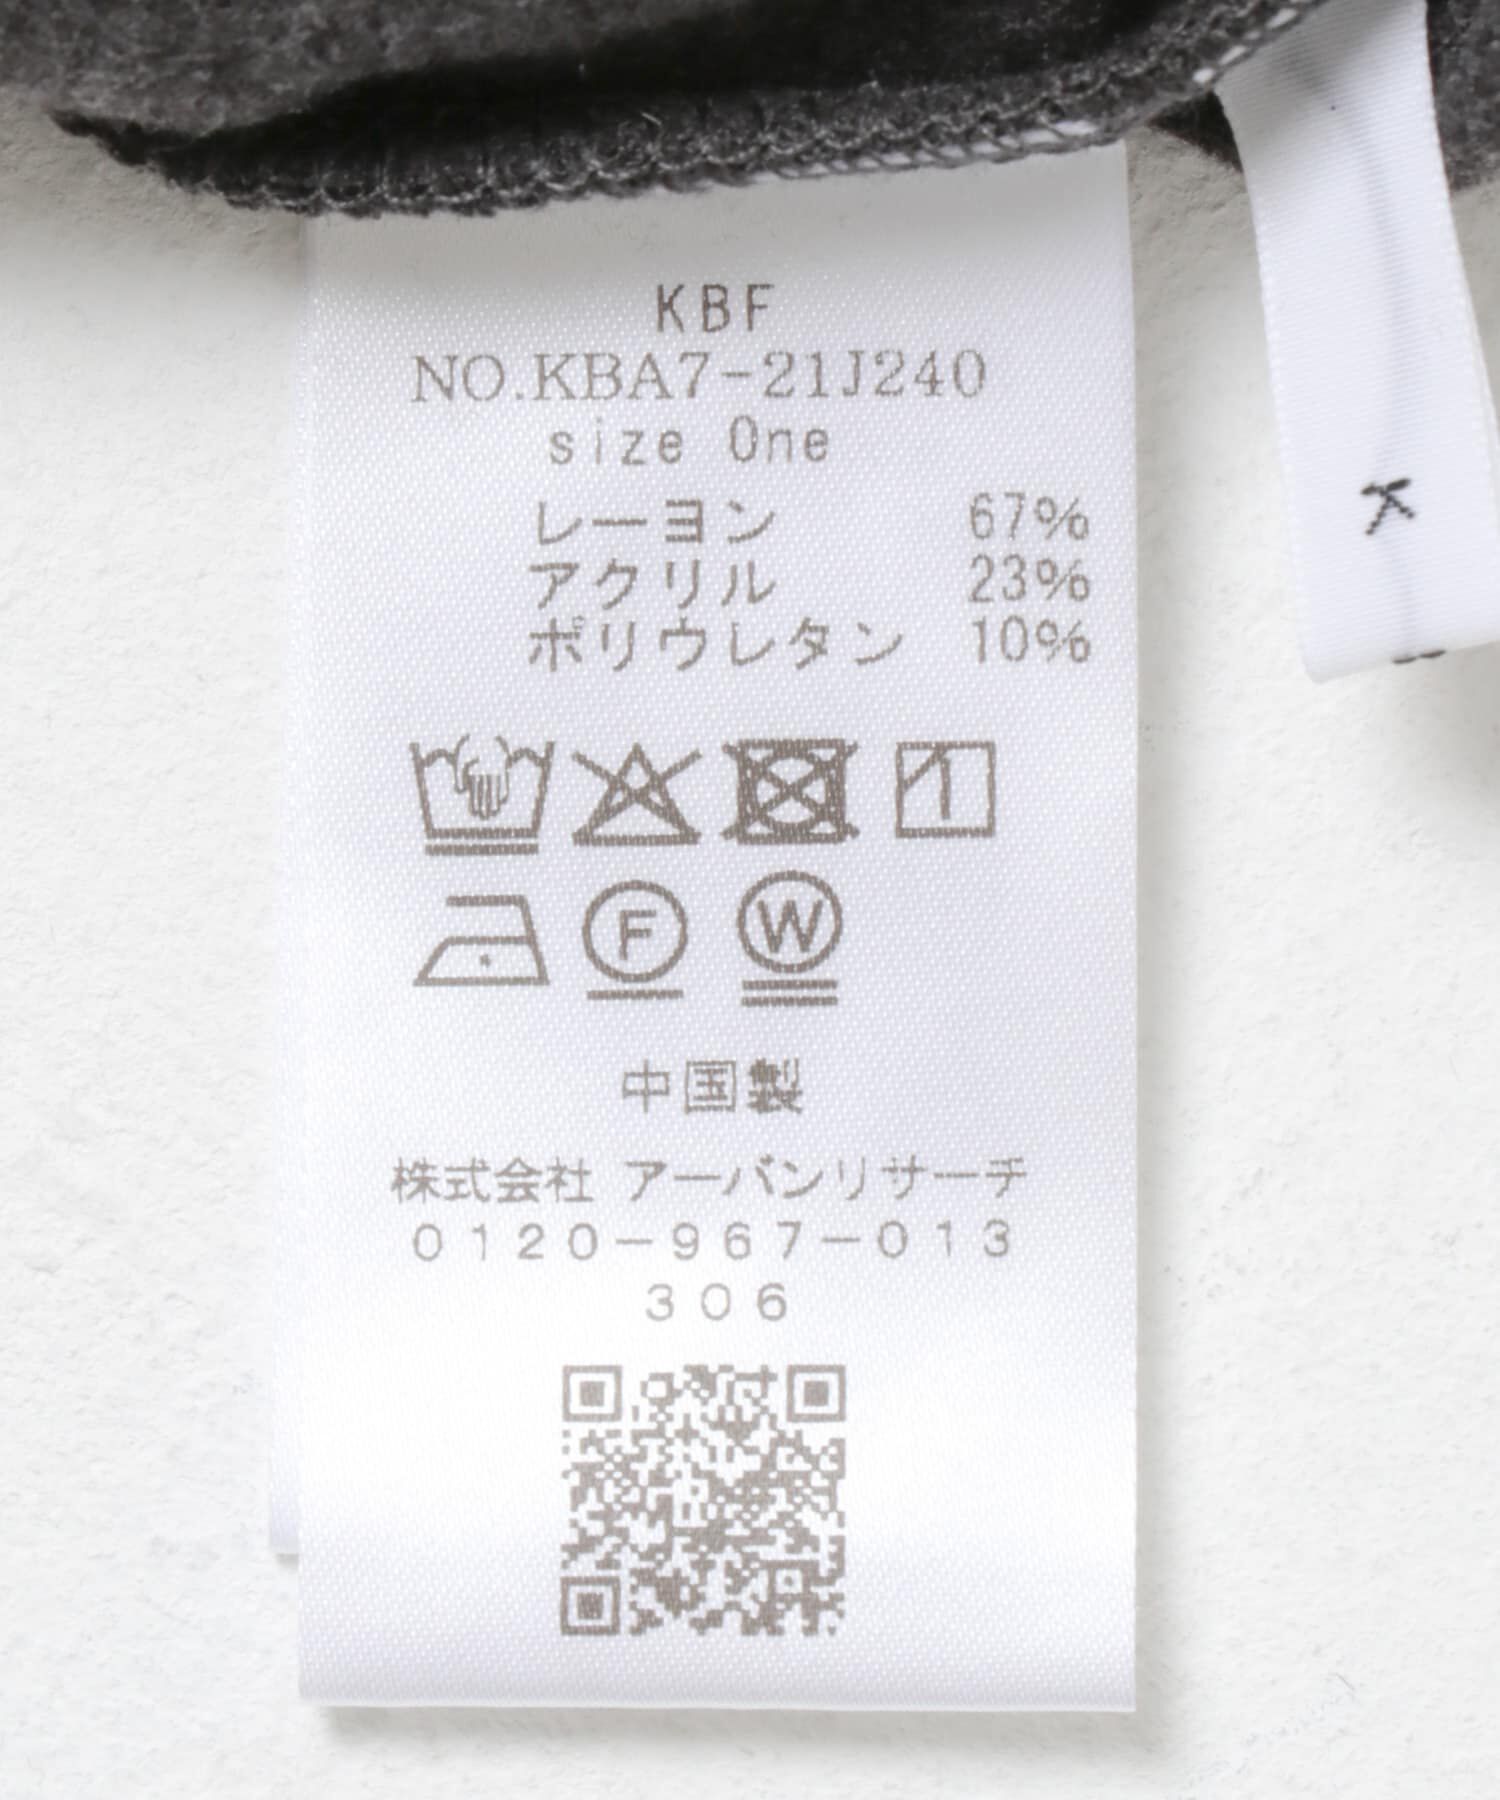 KBF
NO.KBA7-21J240
size One
レーヨン 67%
アクリル 23%
ポリウレタン 10%
F
W
中国製
株式会社 アーバンリサーチ
0120-967-013
306
K